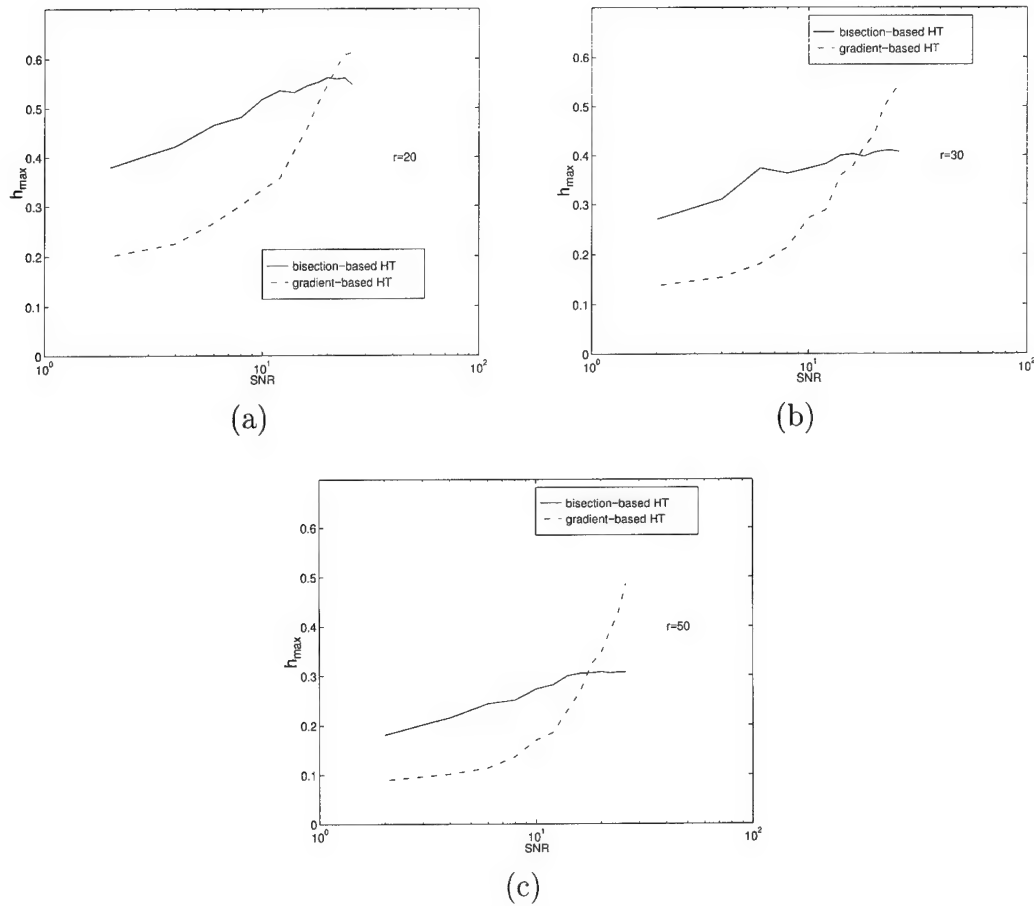 0.6
0.5
0.4
0.3
0.2
0.1
0
h_max
r=20
bisection-based HT
gradient-based HT
10^0
10^1
10^2
SNR
(a)
bisection-based HT
gradient-based HT
0.6
0.5
0.4
0.3
0.2
0.1
0
h_max
r=30
10^0
10^1
10^2
SNR
(b)
bisection-based HT
gradient-based HT
0.6
0.5
0.4
0.3
0.2
0.1
0
h_max
r=50
10^0
10^1
10^2
SNR
(c)